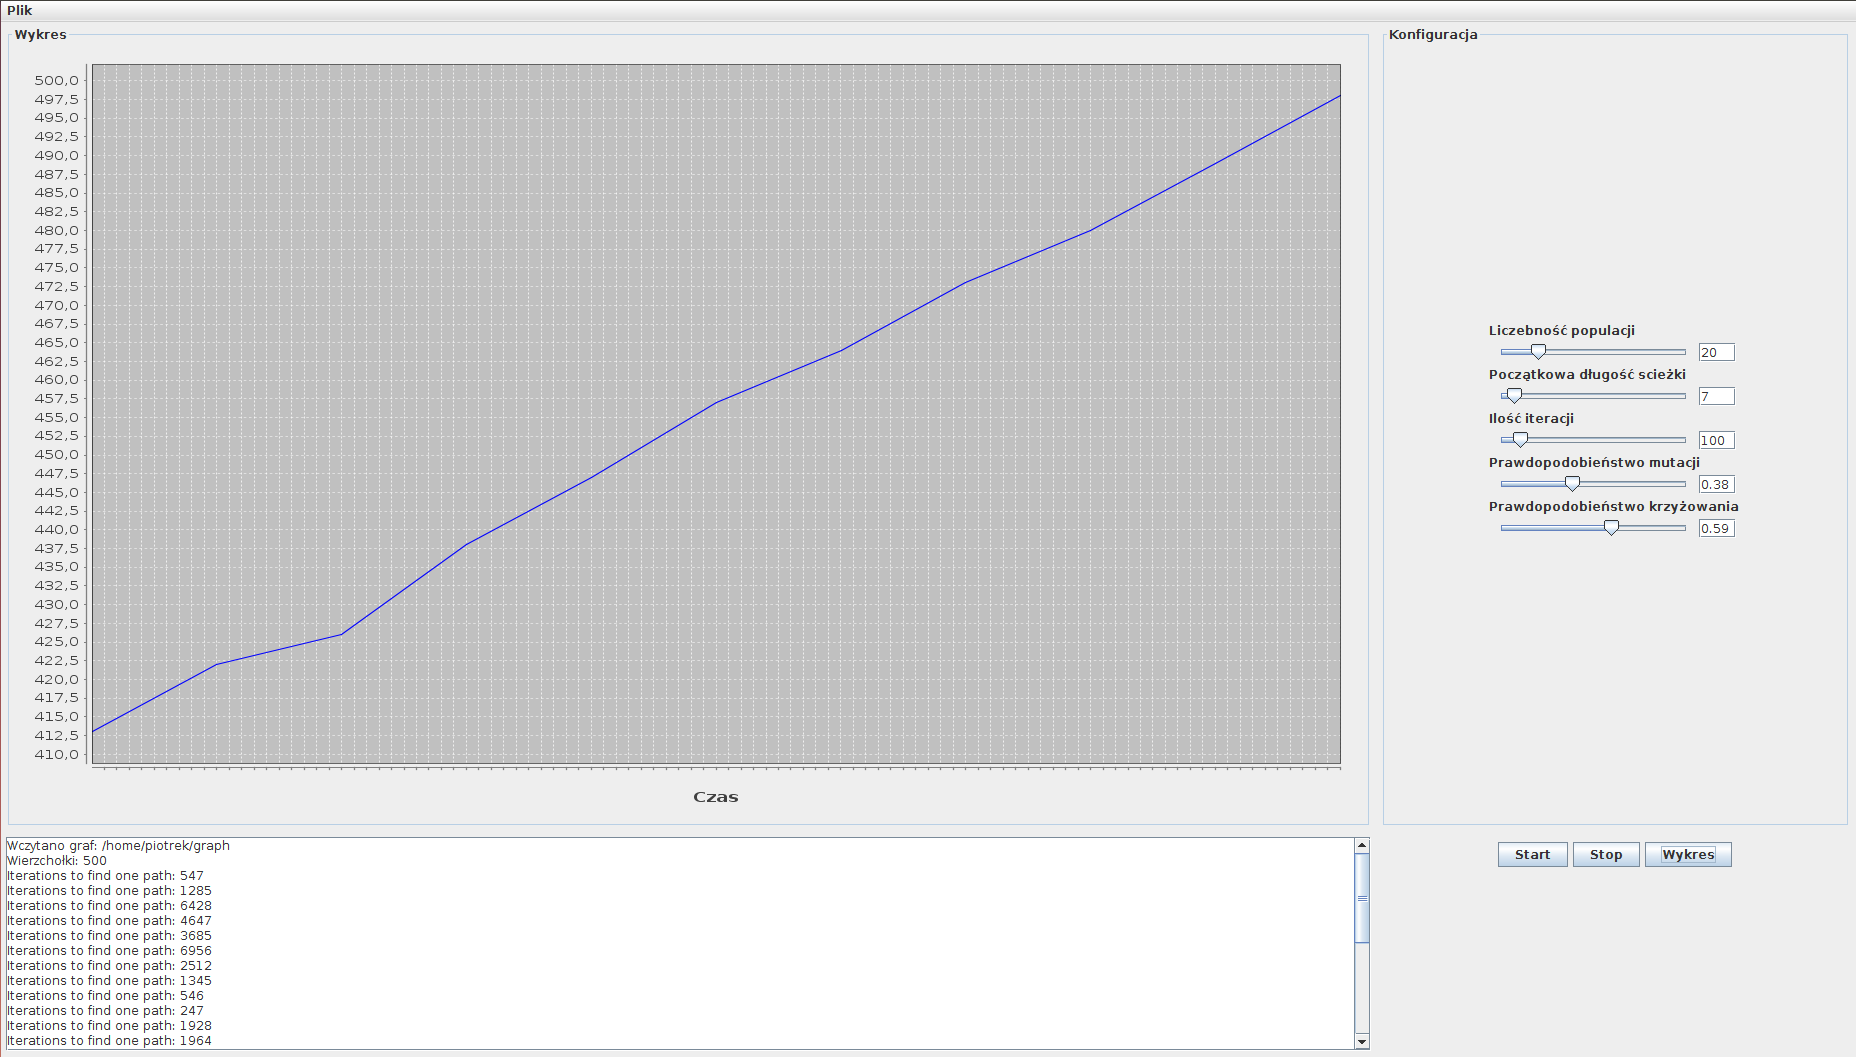 Plik
Wykres
500,0
497,5
495,0
492,5
490,0
487,5
485,0
482,5
480,0
477,5
475,0
472,5
470,0
467,5
465,0
462,5
460,0
457,5
455,0
452,5
450,0
447,5
445,0
442,5
440,0
437,5
435,0
432,5
430,0
427,5
425,0
422,5
420,0
417,5
415,0
412,5
410,0
Czas
Konfiguracja
Liczebność populacji
20
Początkowa długość scieżki
7
Ilość iteracji
100
Prawdopodobieństwo mutacji
0.38
Prawdopodobieństwo krzyżowania
0.59
Wczytano graf: /home/piotrek/graph
Wierzchołki: 500
Iterations to find one path: 547
Iterations to find one path: 1285
Iterations to find one path: 6428
Iterations to find one path: 4647
Iterations to find one path: 3685
Iterations to find one path: 6956
Iterations to find one path: 2512
Iterations to find one path: 1345
Iterations to find one path: 546
Iterations to find one path: 247
Iterations to find one path: 1928
Iterations to find one path: 1964
Start Stop Wykres